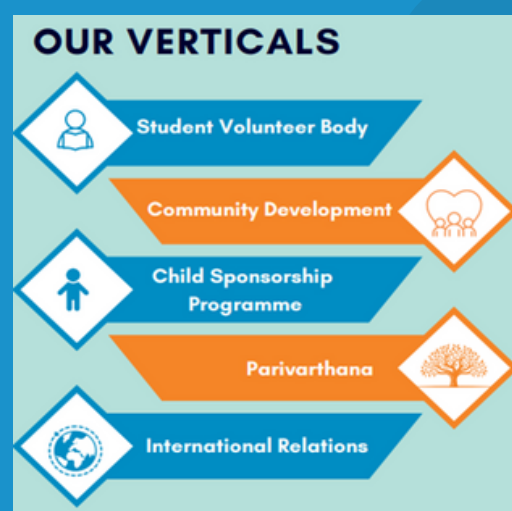 OUR VERTICALS
Student Volunteer Body
Community Development
Child Sponsorship
Programme
Parivarthana
International Relations